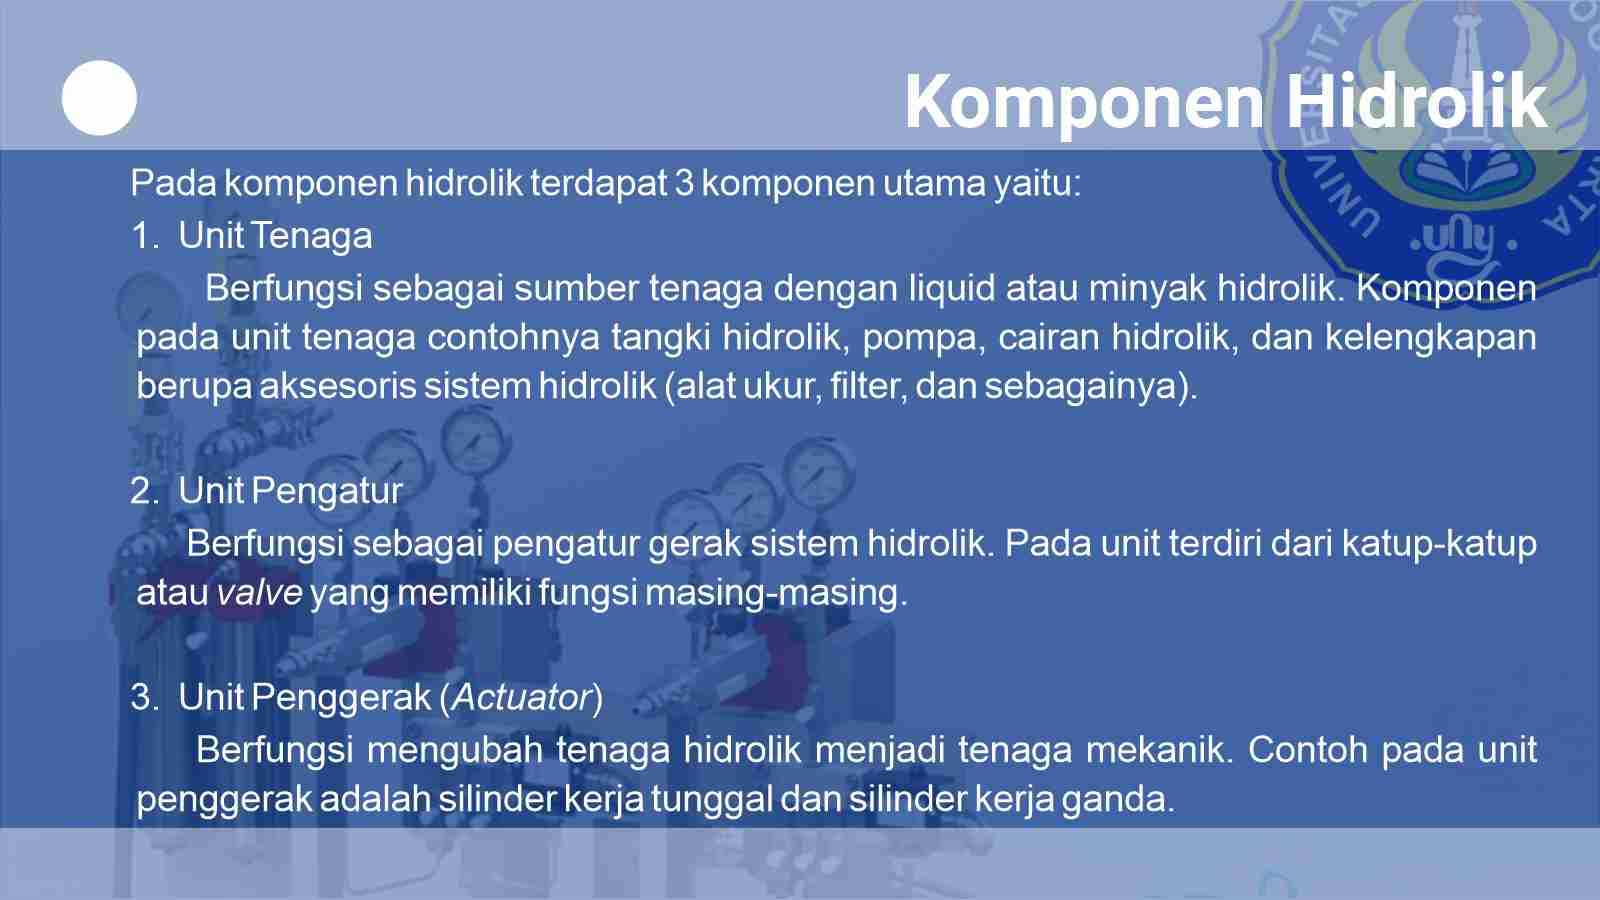 Komponen Hidrolik
Pada komponen hidrolik terdapat 3 komponen utama yaitu:
1. Unit Tenaga
Berfungsi sebagai sumber tenaga dengan liquid atau minyak hidrolik. Komponen
pada unit tenaga contohnya tangki hidrolik, pompa, cairan hidrolik, dan kelengkapan
berupa aksesoris sistem hidrolik (alat ukur, filter, dan sebagainya).
2. Unit Pengatur
Berfungsi sebagai pengatur gerak sistem hidrolik. Pada unit terdiri dari katup-katup
atau valve yang memiliki fungsi masing-masing.
3. Unit Penggerak (Actuator)
Berfungsi mengubah tenaga hidrolik menjadi tenaga mekanik. Contoh pada unit
penggerak adalah silinder kerja tunggal dan silinder kerja ganda.
uny